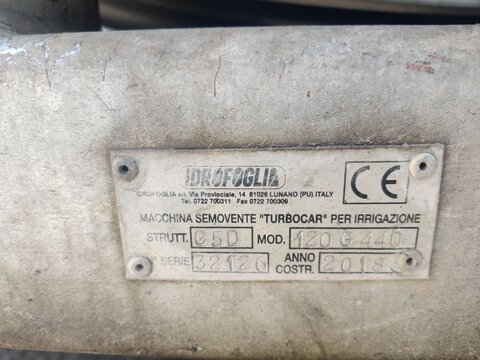 IDROFOGLIA
IDROFOGLIA srl. Via Provinciale, 14 61026 LUNANO (PU) ITALY
Tel. 0722 700311 Fax 0722 700309
CE
MACCHINA SEMOVENTE "TURBOCAR" PER IRRIGAZIONE
STRUTT. G5D MOD. 120 G 440
SERIE 32126 ANNO COSTR. 2018